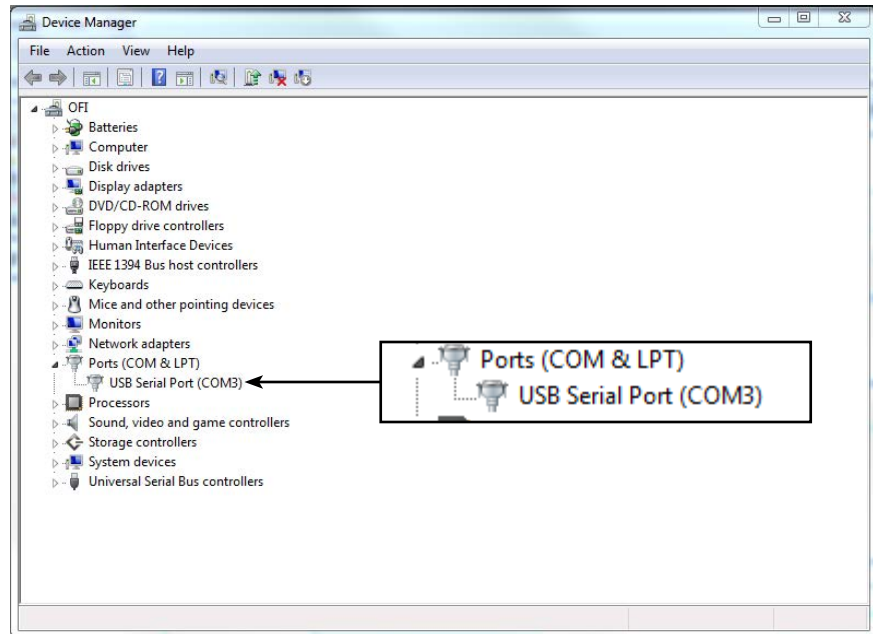 Device Manager
File Action View Help
OFI
Batteries
Computer
Disk drives
Display adapters
DVD/CD-ROM drives
Floppy drive controllers
Human Interface Devices
IEEE 1394 Bus host controllers
Keyboards
Mice and other pointing devices
Monitors
Network adapters
Ports (COM & LPT)
USB Serial Port (COM3)
Processors
Sound, video and game controllers
Storage controllers
System devices
Universal Serial Bus controllers
Ports (COM & LPT)
USB Serial Port (COM3)